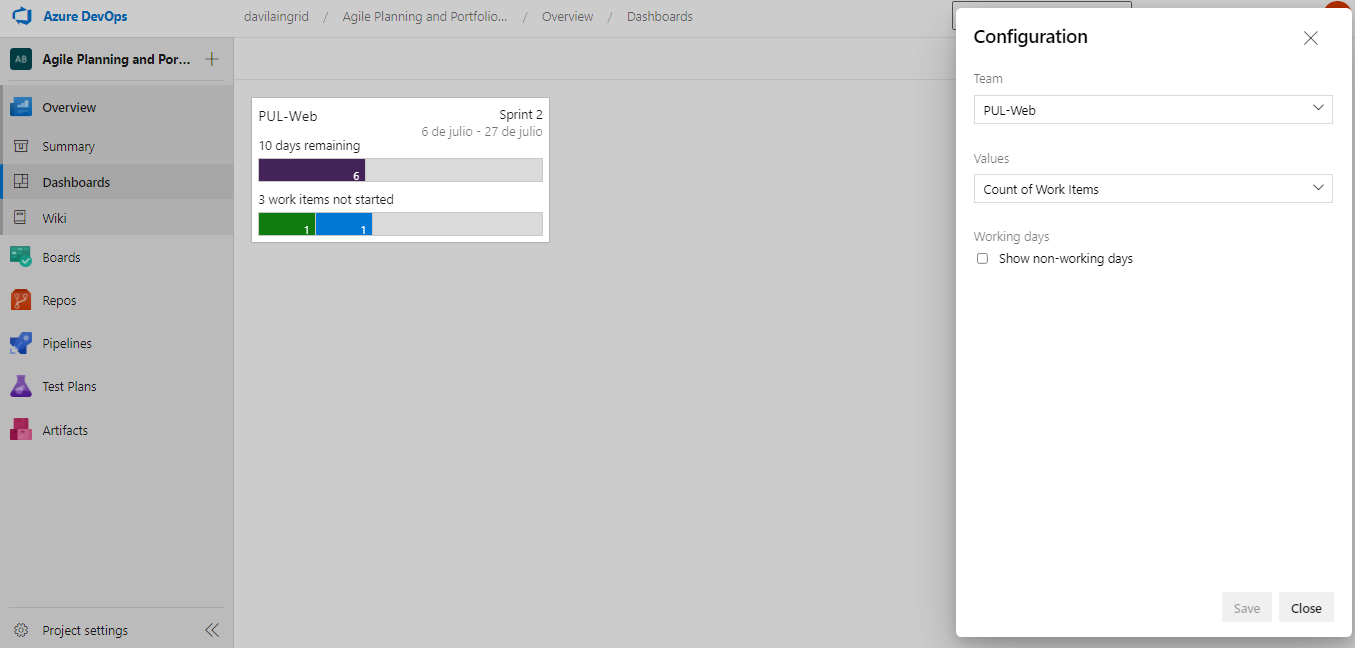 Azure DevOps
davilaingrid / Agile Planning and Portfolio... / Overview / Dashboards
AB Agile Planning and Por...
Overview
Summary
Dashboards
Wiki
Boards
Repos
Pipelines
Test Plans
Artifacts
Project settings
PUL-Web
Sprint 2
6 de julio - 27 de julio
10 days remaining
6
3 work items not started
1 1
Configuration
Team
PUL-Web
Values
Count of Work Items
Working days
Show non-working days
Save Close